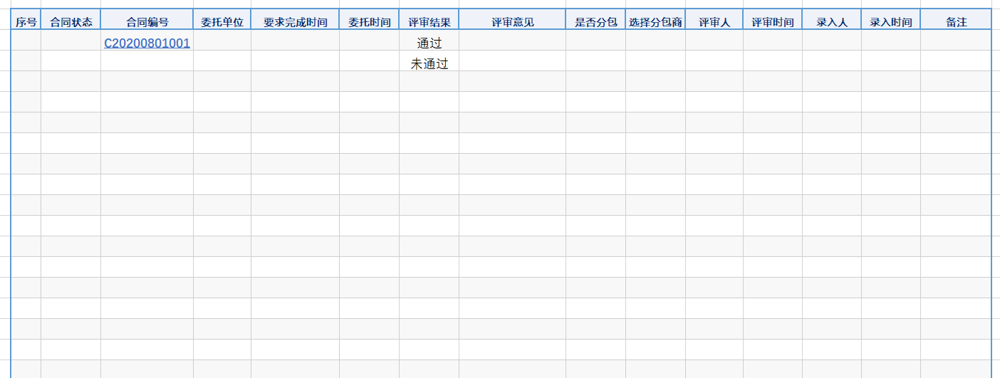 序号 合同状态 合同编号 委托单位 要求完成时间 委托时间 评审结果 评审意见 是否分包 选择分包商 评审人 评审时间 录入人 录入时间 备注
C20200801001 通过
未通过